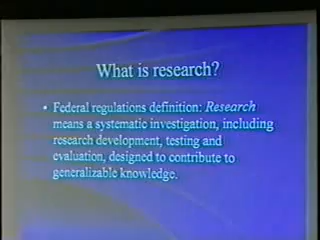 What is research?
• Federal regulations definition: Research
means a systematic investigation, including
research development, testing and
evaluation, designed to contribute to
generalizable knowledge.